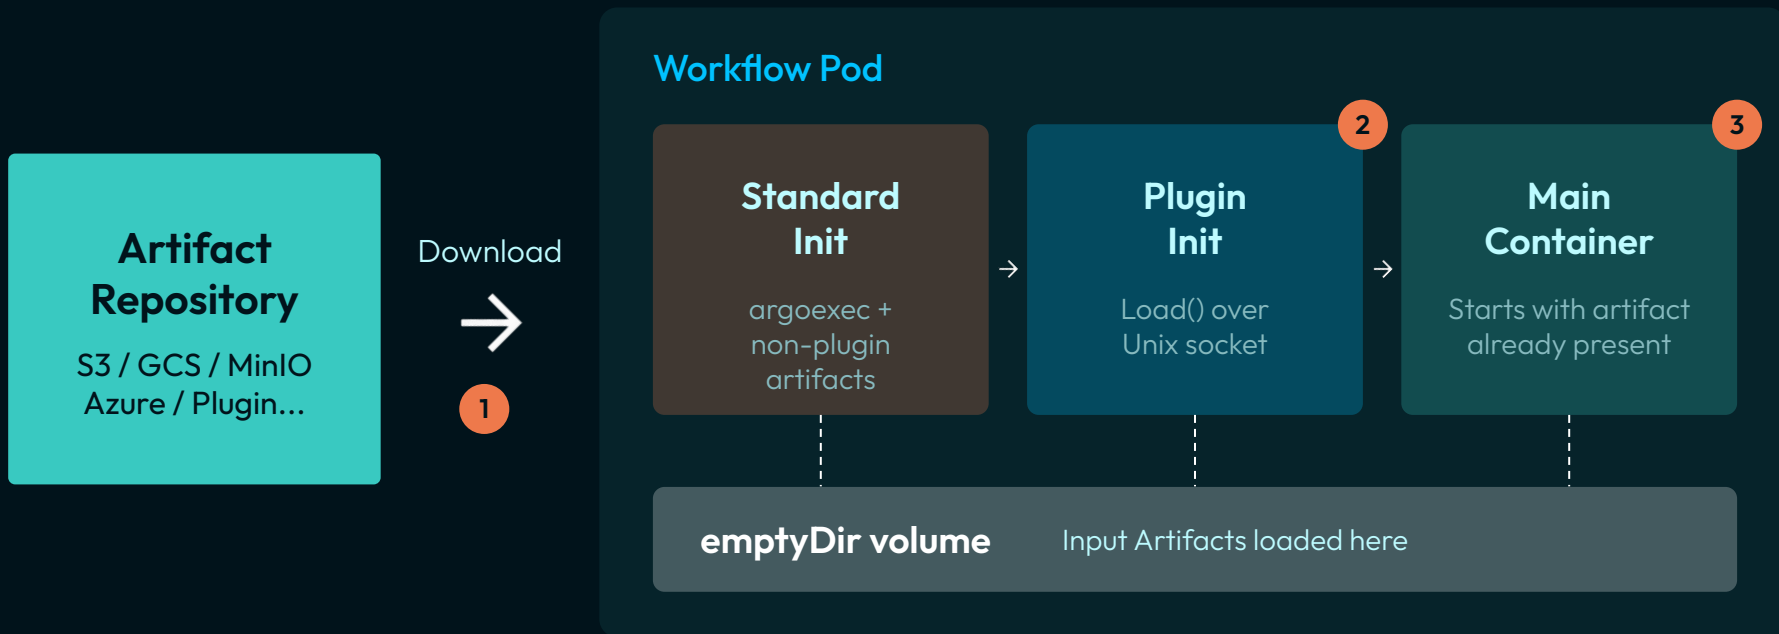 Workflow Pod
Artifact
Repository
S3 / GCS / MinIO
Azure / Plugin...
Download
1
Standard
Init
argoexec +
non-plugin
artifacts
2
Plugin
Init
Load() over
Unix socket
3
Main
Container
Starts with artifact
already present
emptyDir volume
Input Artifacts loaded here